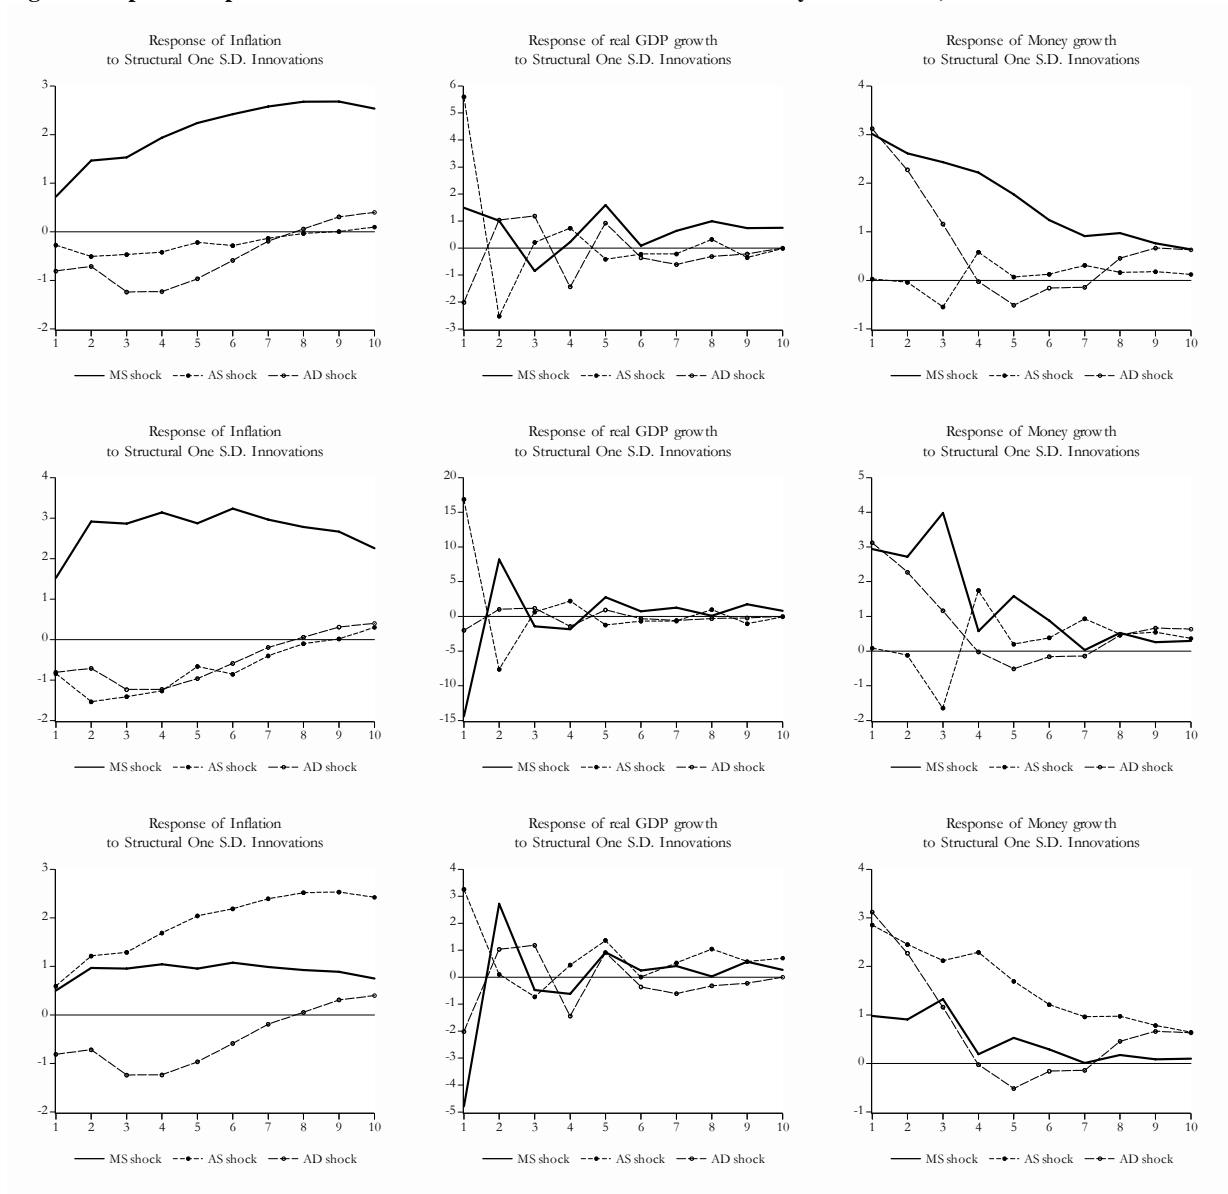 Response of Inflation
to Structural One S.D. Innovations
3
2
1
0
-1
-2
1 2 3 4 5 6 7 8 9 10
MS shock AS shock AD shock
Response of real GDP growth
to Structural One S.D. Innovations
6
5
4
3
2
1
0
-1
-2
-3
1 2 3 4 5 6 7 8 9 10
MS shock AS shock AD shock
Response of Money growth
to Structural One S.D. Innovations
4
3
2
1
0
-1
1 2 3 4 5 6 7 8 9 10
MS shock AS shock AD shock
Response of Inflation
to Structural One S.D. Innovations
4
3
2
1
0
-1
-2
1 2 3 4 5 6 7 8 9 10
MS shock AS shock AD shock
Response of real GDP growth
to Structural One S.D. Innovations
20
15
10
5
0
-5
-10
-15
1 2 3 4 5 6 7 8 9 10
MS shock AS shock AD shock
Response of Money growth
to Structural One S.D. Innovations
5
4
3
2
1
0
-1
-2
1 2 3 4 5 6 7 8 9 10
MS shock AS shock AD shock
Response of Inflation
to Structural One S.D. Innovations
3
2
1
0
-1
-2
1 2 3 4 5 6 7 8 9 10
MS shock AS shock AD shock
Response of real GDP growth
to Structural One S.D. Innovations
4
3
2
1
0
-1
-2
-3
-4
-5
1 2 3 4 5 6 7 8 9 10
MS shock AS shock AD shock
Response of Money growth
to Structural One S.D. Innovations
4
3
2
1
0
-1
1 2 3 4 5 6 7 8 9 10
MS shock AS shock AD shock